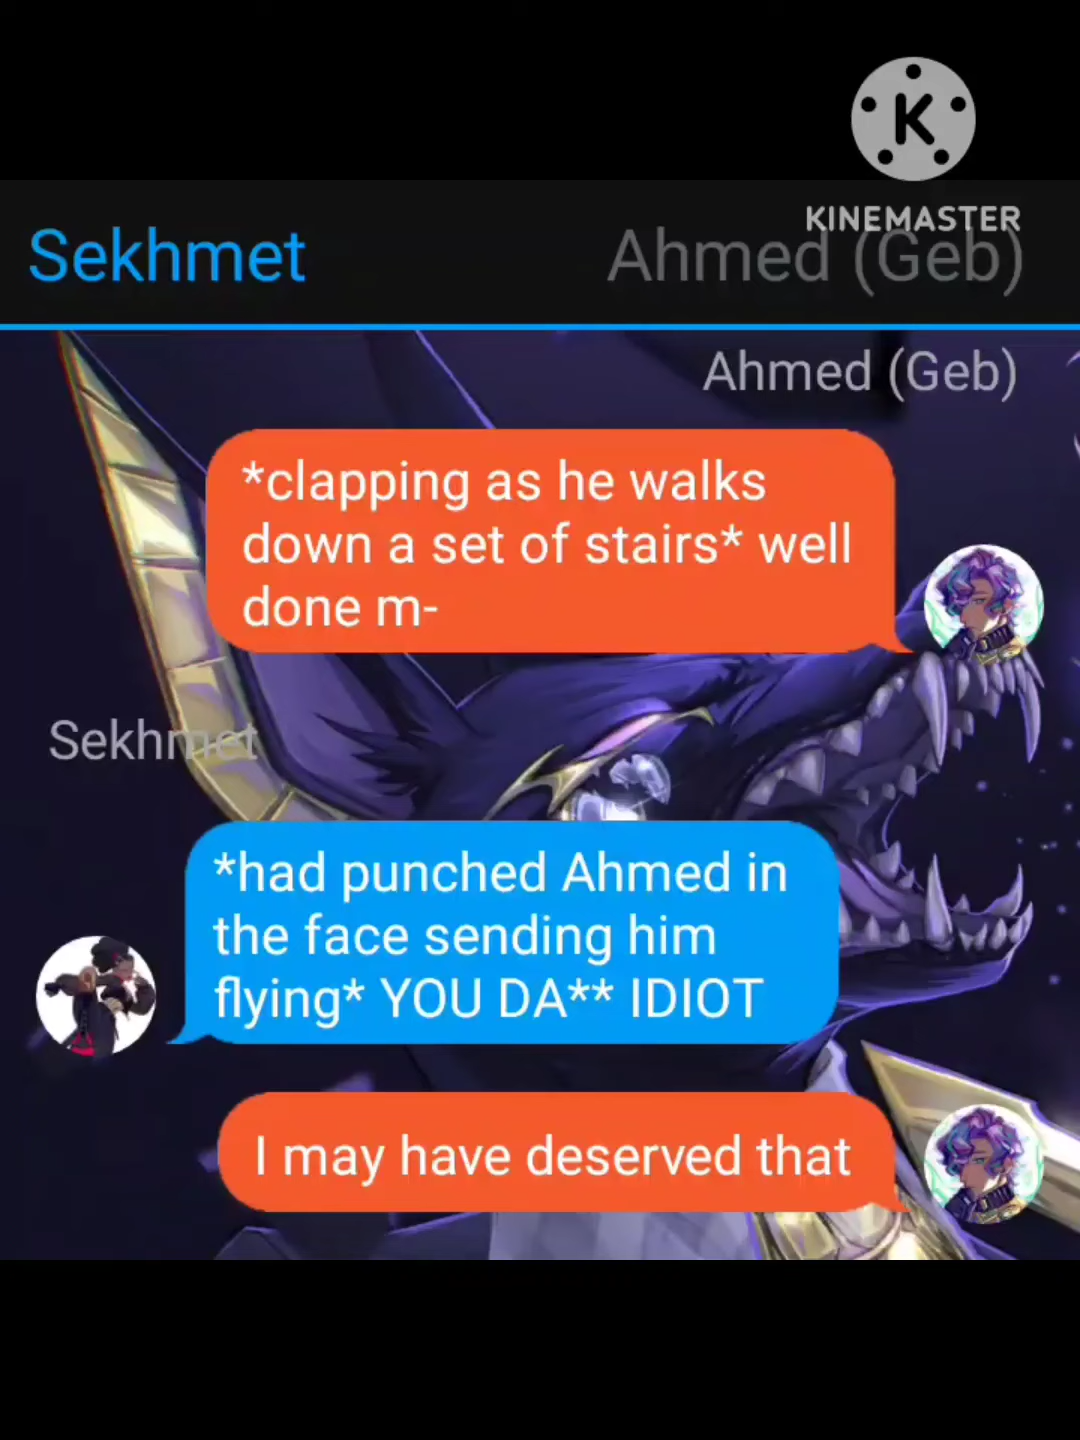 K
KINEMASTER
Sekhmet
Ahmed (Geb)
Ahmed (Geb)
*clapping as he walks
down a set of stairs* well
done m-
Sekhmet
*had punched Ahmed in
the face sending him
flying* YOU DA** IDIOT
I may have deserved that